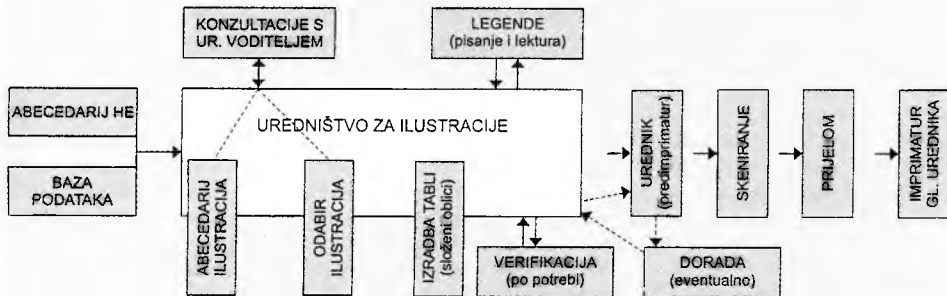 KONZULTACIJE S
UR. VODITELJEM
LEGENDE
(pisanje i lektura)
ABECEDARIJ HE
BAZA
PODATAKA
UREDNIŠTVO ZA ILUSTRACIJE
ABECEDARIJ
ILUSTRACIJA
ODABIR
ILUSTRACIJA
IZRADBA TABLI
(složeni oblici)
UREDNIK
(predimprimatur)
SKENIRANJE
PRIJELOM
IMPRIMATUR
GL. UREDNIKA
VERIFIKACIJA
(po potrebi)
DORADA
(eventualno)